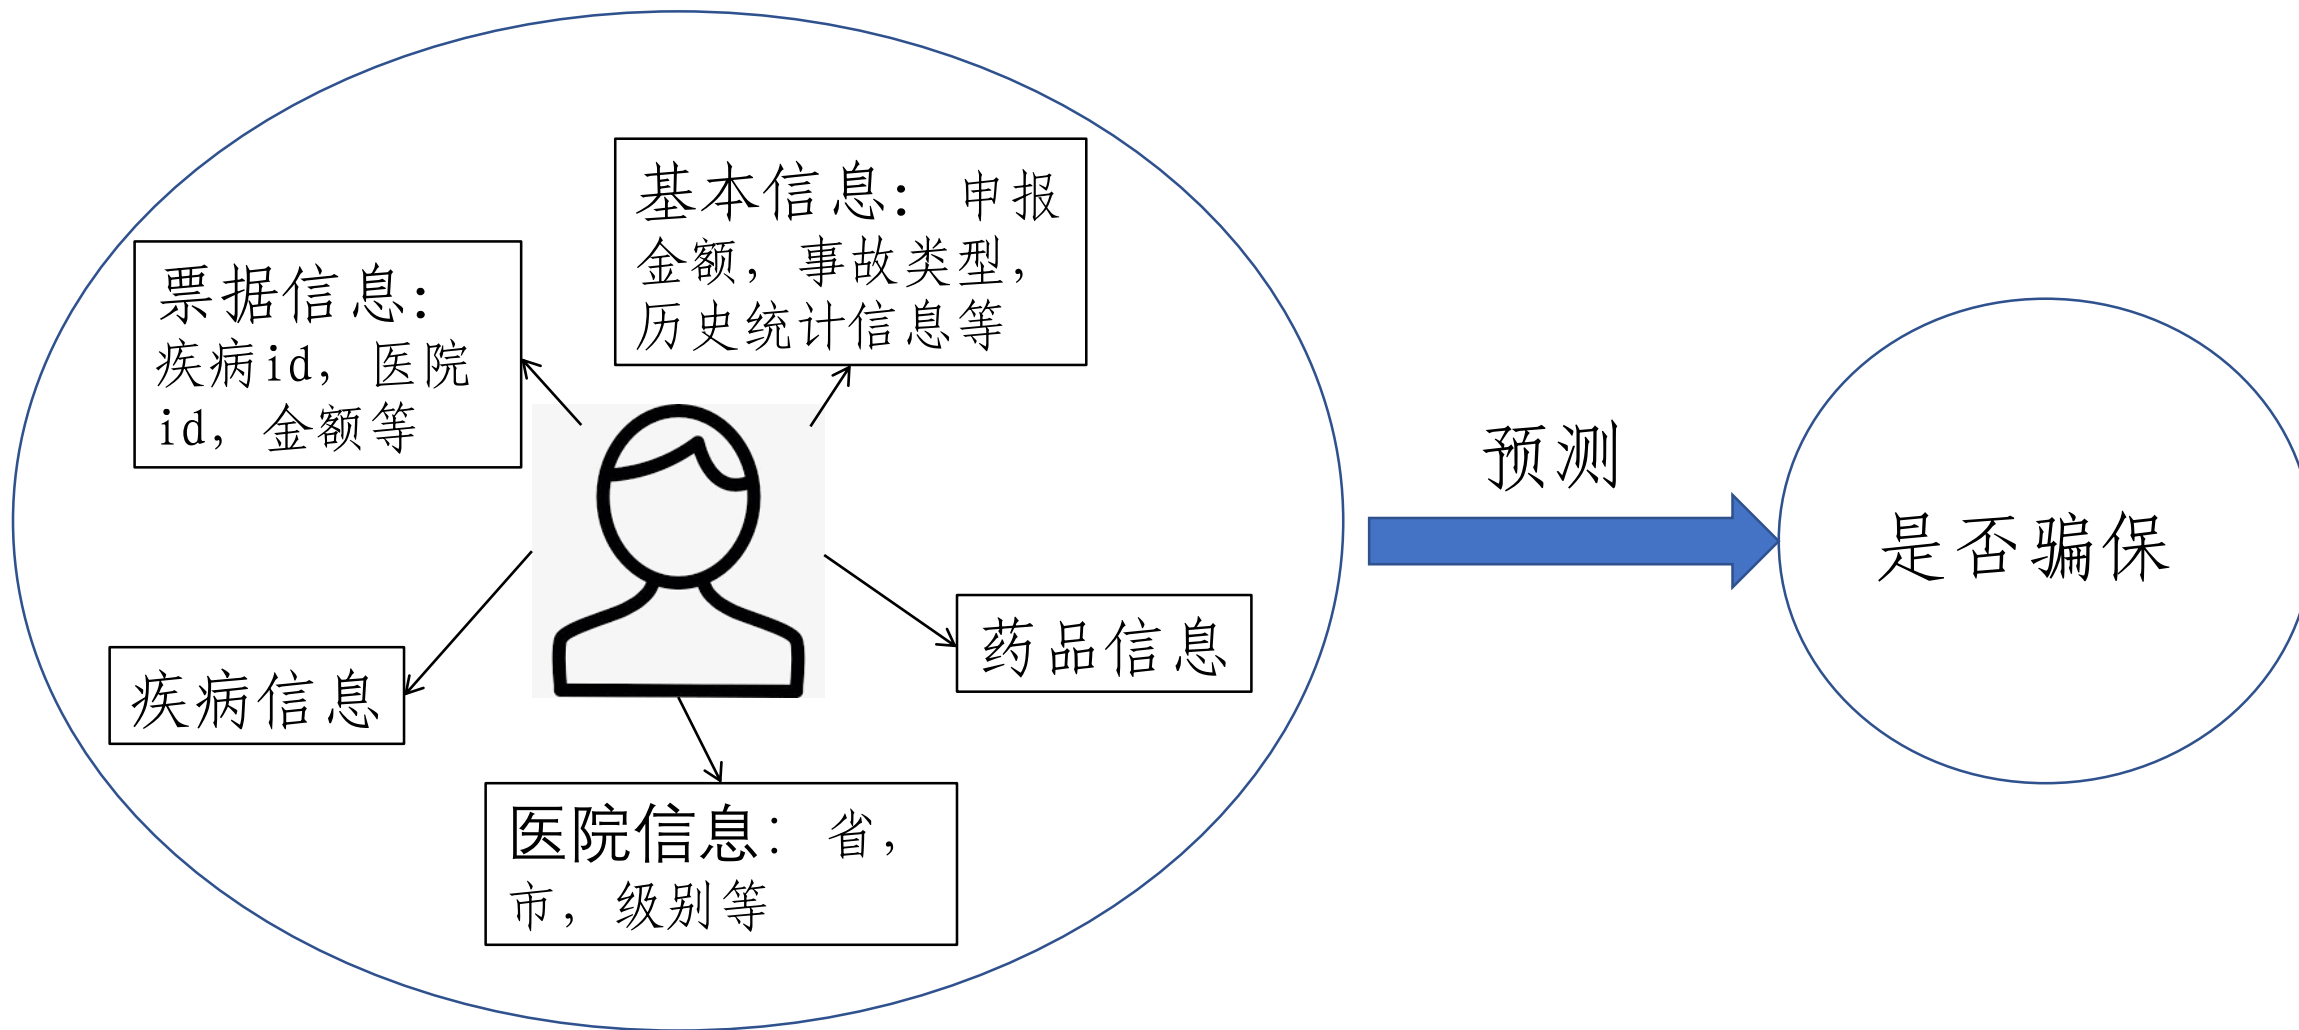 基本信息： 申报
金额，事故类型，
历史统计信息等
票据信息：
疾病id，医院
id，金额等
预测
是否骗保
药品信息
疾病信息
医院信息： 省，
市，级别等